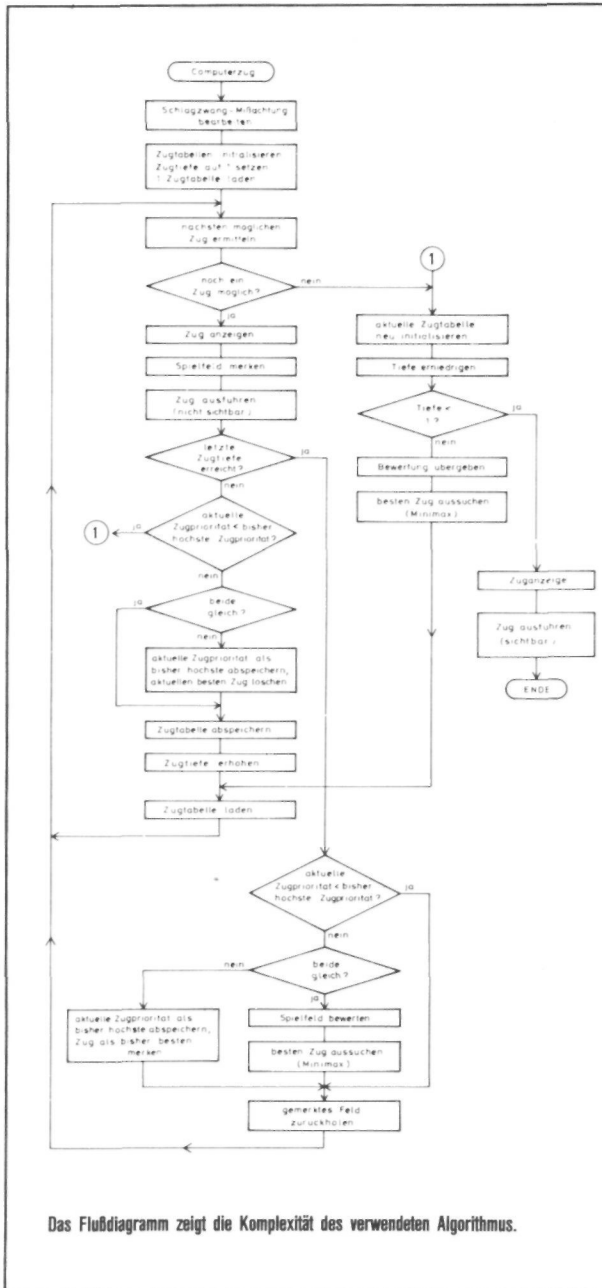 Computerzug
Schlagzwang-Mißachtung
bearbeiten
Zugtabellen initialisieren
Zugtiefe auf 1 setzen
1. Zugtabelle laden
nächsten möglichen
Zug ermitteln
noch ein
Zug möglich?
nein
ja
1
Zug anzeigen
Spielfeld merken
Zug ausführen
(nicht sichtbar)
letzte
Zugtiefe
erreicht?
ja
nein
aktuelle
Zugpriorität < bisher
höchste Zugpriorität?
ja
1
nein
beide
gleich?
ja
nein
aktuelle Zugpriorität als
bisher höchste abspeichern,
aktuellen besten Zug löschen
Zugtabelle abspeichern
Zugtiefe erhöhen
Zugtabelle laden
aktuelle Zugtabelle
neu initialisieren
Tiefe erniedrigen
Tiefe <
1?
ja
nein
Bewertung übergeben
besten Zug aussuchen
(Minimax)
Zuganzeige
Zug ausführen
(sichtbar)
ENDE
aktuelle
Zugpriorität < bisher
höchste Zugpriorität?
ja
nein
beide
gleich?
nein
ja
aktuelle Zugpriorität als
bisher höchste abspeichern,
Zug als bisher besten
merken
Spielfeld bewerten
besten Zug aussuchen
(Minimax)
gemerktes Feld
zurückholen
Das Flußdiagramm zeigt die Komplexität des verwendeten Algorithmus.